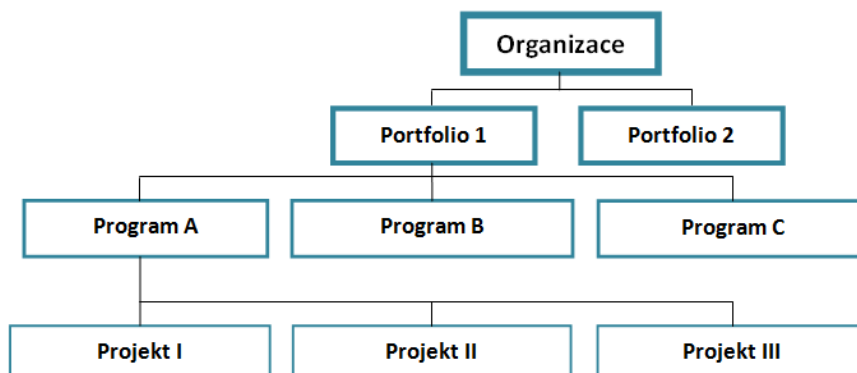 Organizace
Portfolio 1
Portfolio 2
Program A
Program B
Program C
Projekt I
Projekt II
Projekt III